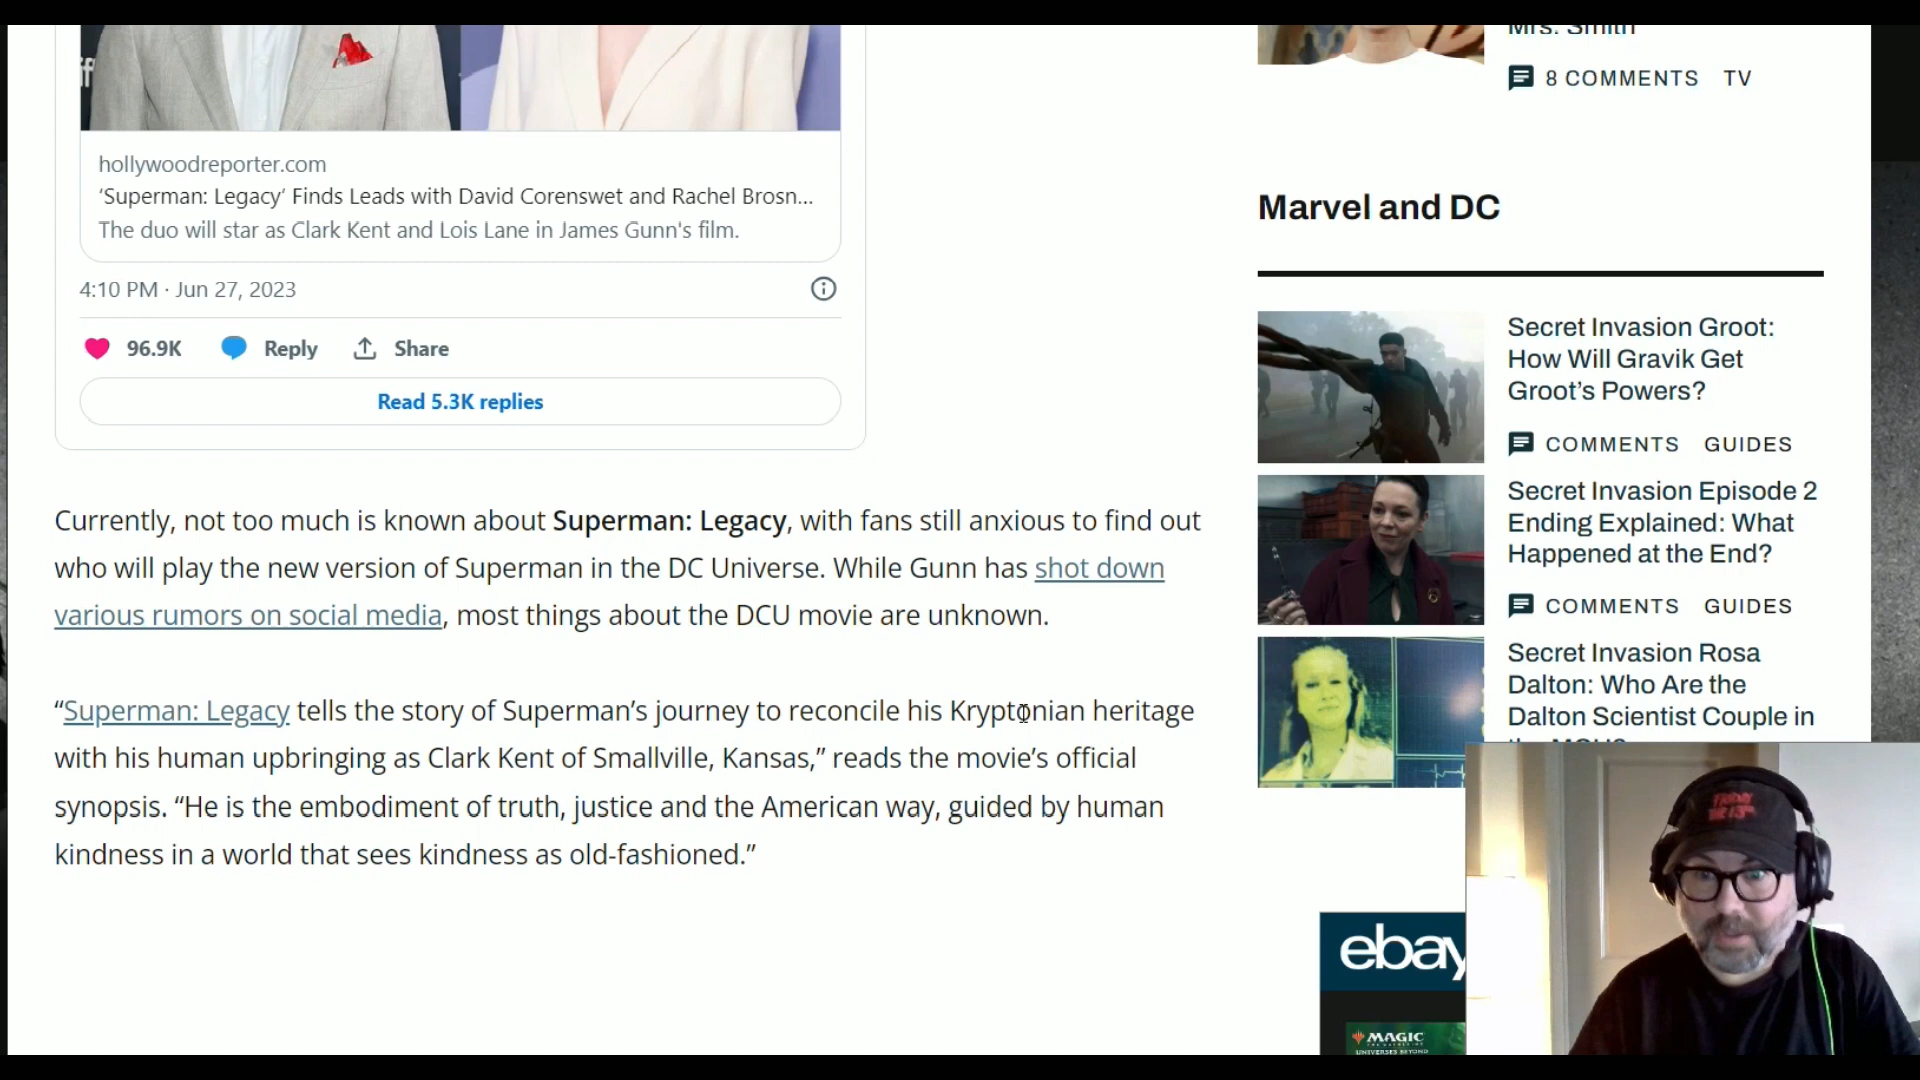 Mrs. Smith
8 COMMENTS TV
hollywoodreporter.com
‘Superman: Legacy’ Finds Leads with David Corenswet and Rachel Brosn...
The duo will star as Clark Kent and Lois Lane in James Gunn's film.
4:10 PM · Jun 27, 2023
96.9K Reply Share
Read 5.3K replies
Currently, not too much is known about Superman: Legacy, with fans still anxious to find out
who will play the new version of Superman in the DC Universe. While Gunn has shot down
various rumors on social media, most things about the DCU movie are unknown.
“Superman: Legacy tells the story of Superman’s journey to reconcile his Kryptonian heritage
with his human upbringing as Clark Kent of Smallville, Kansas,” reads the movie’s official
synopsis. “He is the embodiment of truth, justice and the American way, guided by human
kindness in a world that sees kindness as old-fashioned.”
Marvel and DC
Secret Invasion Groot:
How Will Gravik Get
Groot’s Powers?
COMMENTS GUIDES
Secret Invasion Episode 2
Ending Explained: What
Happened at the End?
COMMENTS GUIDES
Secret Invasion Rosa
Dalton: Who Are the
Dalton Scientist Couple in
ebay
MAGIC
UNIVERSES BEYOND
FRIDAY
THE 13TH